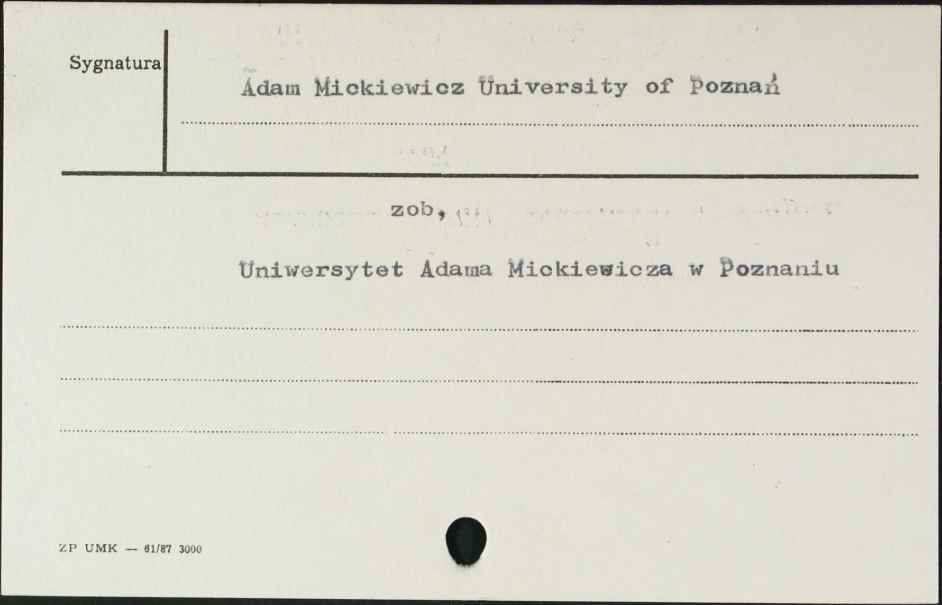 Sygnatura
Adam Mickiewicz University of Poznań
zob,
Uniwersytet Adama Mickiewicza w Poznaniu
ZP UMK — 61/87 3000